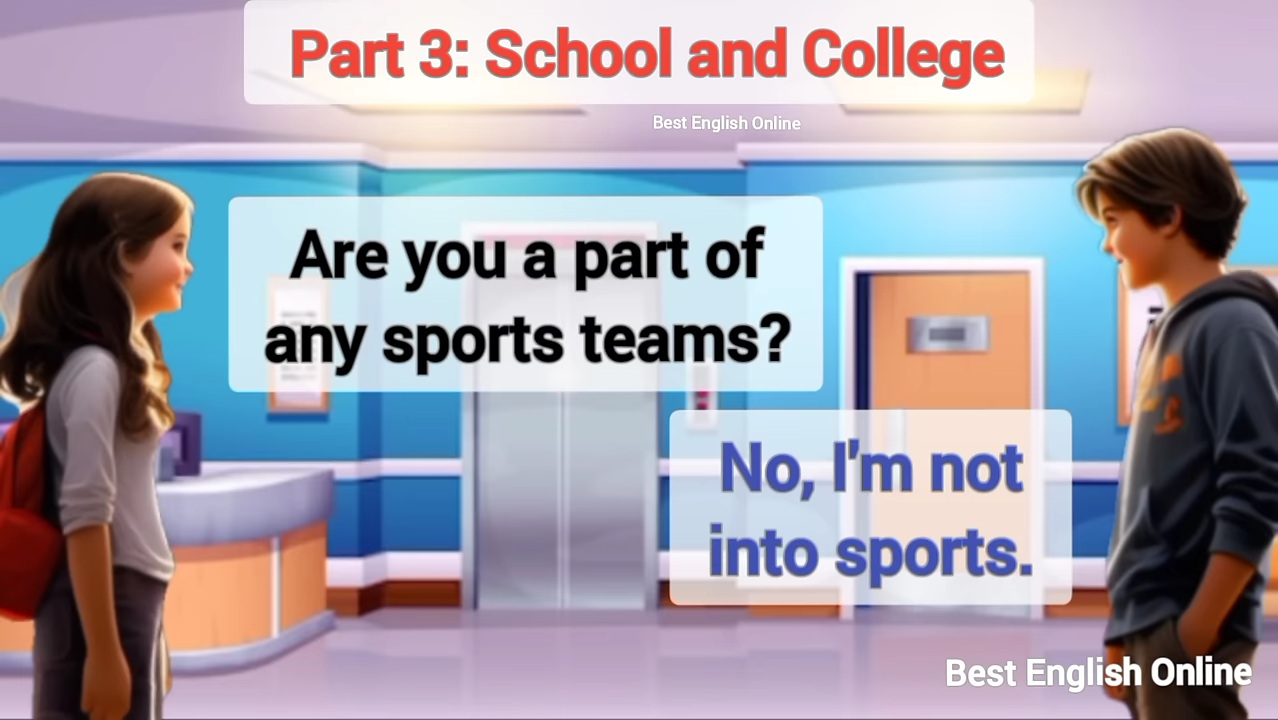 Part 3: School and College
Best English Online
Are you a part of
any sports teams?
No, I'm not
into sports.
Best English Online